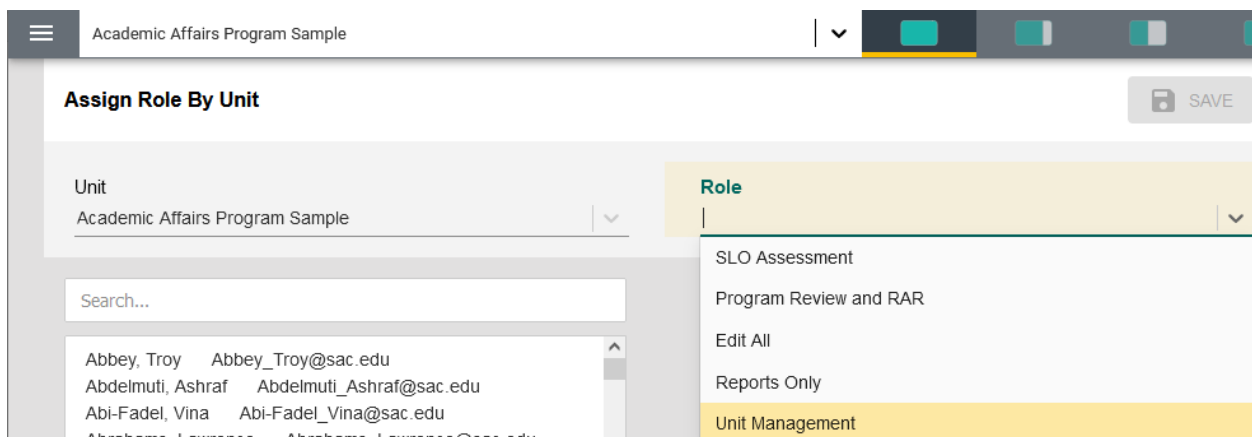 Academic Affairs Program Sample
Assign Role By Unit
SAVE
Unit
Academic Affairs Program Sample
Role
SLO Assessment
Program Review and RAR
Edit All
Reports Only
Unit Management
Search...
Abbey, Troy Abbey_Troy@sac.edu
Abdelmuti, Ashraf Abdelmuti_Ashraf@sac.edu
Abi-Fadel, Vina Abi-Fadel_Vina@sac.edu